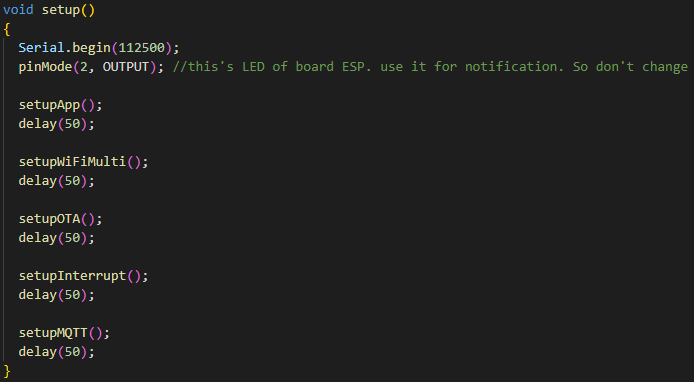 void setup()
{
Serial.begin(112500);
pinMode(2, OUTPUT); //this's LED of board ESP. use it for notification. So don't change
setupApp();
delay(50);
setupWiFiMulti();
delay(50);
setupOTA();
delay(50);
setupInterrupt();
delay(50);
setupMQTT();
delay(50);
}